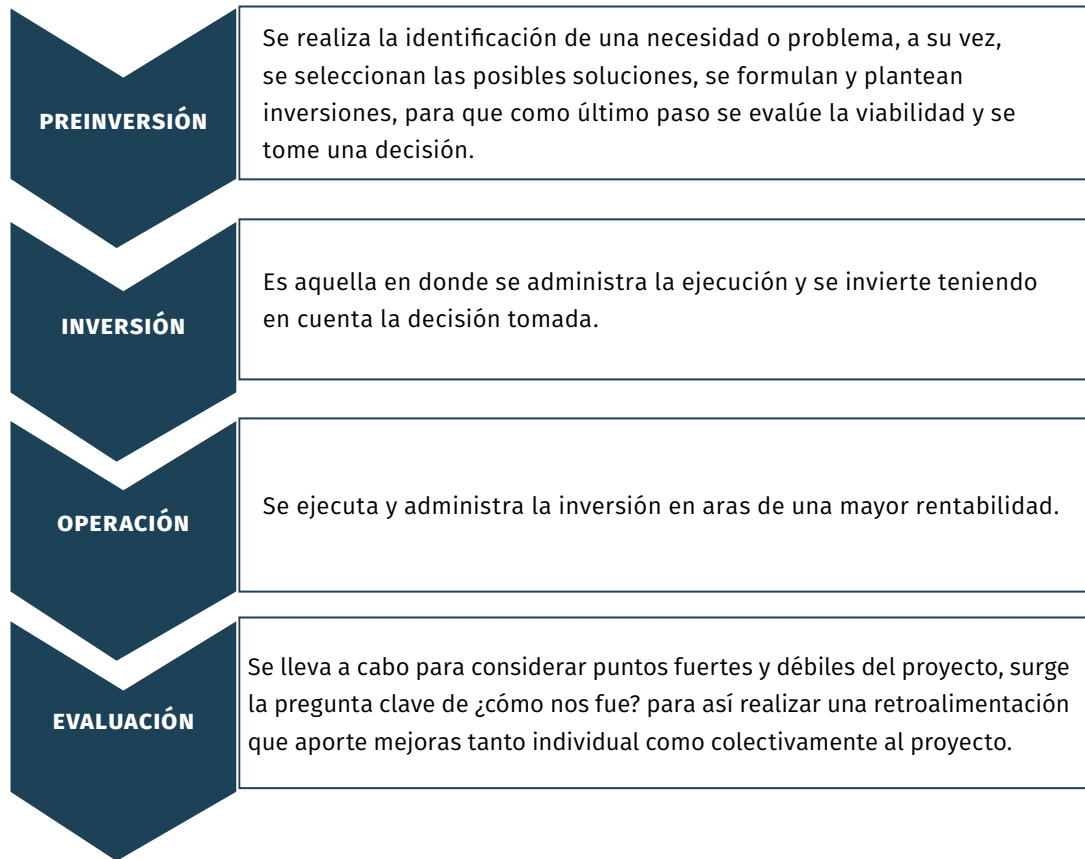 PREINVERSIÓN
Se realiza la identificación de una necesidad o problema, a su vez,
se seleccionan las posibles soluciones, se formulan y plantean
inversiones, para que como último paso se evalúe la viabilidad y se
tome una decisión.
INVERSIÓN
Es aquella en donde se administra la ejecución y se invierte teniendo
en cuenta la decisión tomada.
OPERACIÓN
Se ejecuta y administra la inversión en aras de una mayor rentabilidad.
EVALUACIÓN
Se lleva a cabo para considerar puntos fuertes y débiles del proyecto, surge
la pregunta clave de ¿cómo nos fue? para así realizar una retroalimentación
que aporte mejoras tanto individual como colectivamente al proyecto.